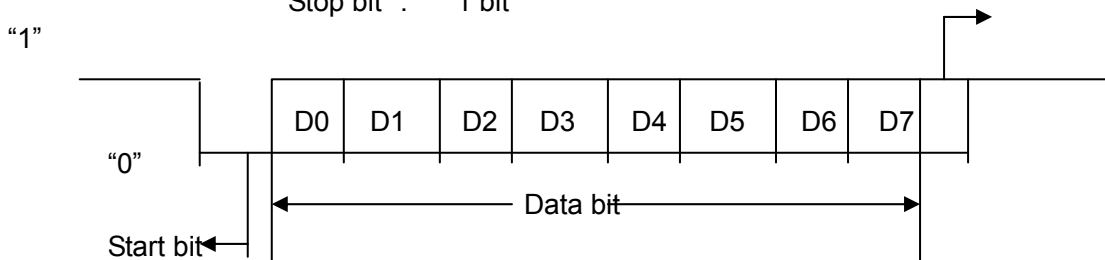 Stop bit : 1 bit
“1”
D0 D1 D2 D3 D4 D5 D6 D7
“0”
Data bit
Start bit